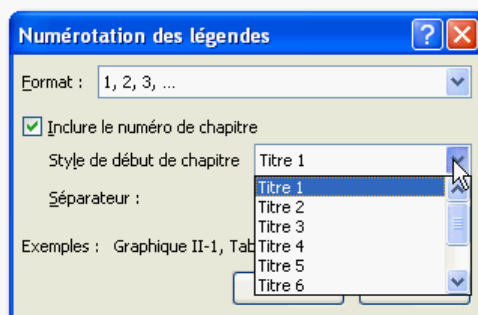 Numérotation des légendes
Format : 1, 2, 3, ...
Inclure le numéro de chapitre
Style de début de chapitre Titre 1
Séparateur :
Titre 1
Titre 2
Titre 3
Titre 4
Titre 5
Titre 6
Exemples : Graphique II-1,